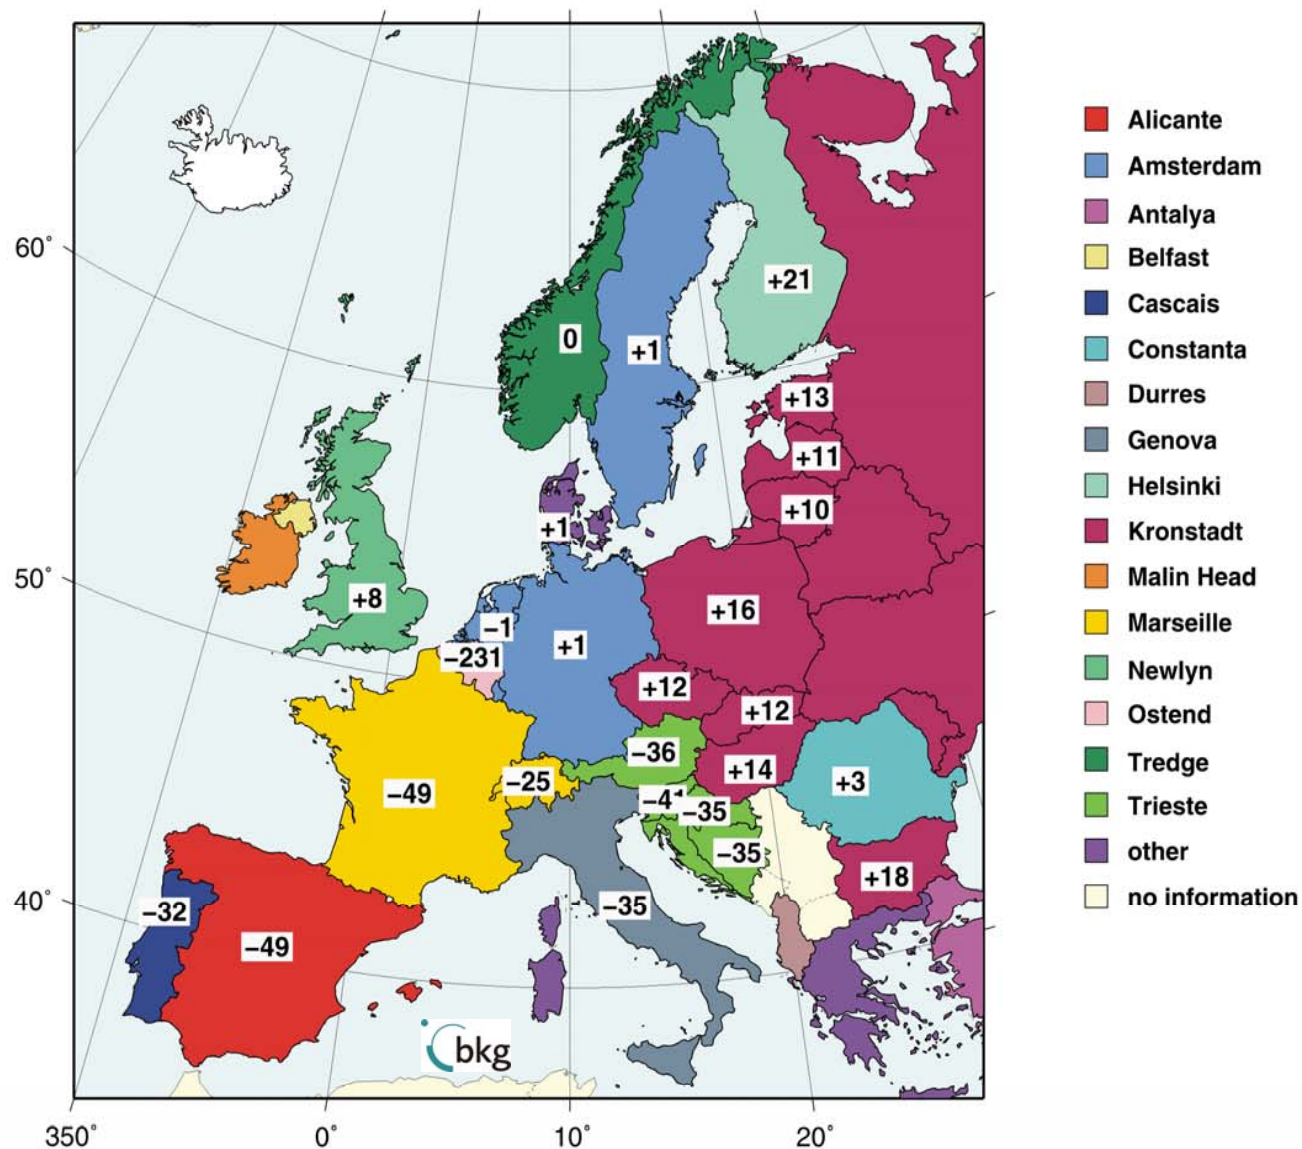 60°
50°
40°
350°
0°
10°
20°
0
+1
+21
+13
+11
+10
+1
+8
−1
−231
+1
+16
+12
+12
−36
+14
−25
−49
−35
−35
+3
+18
−32
−49
−35
bkg
Alicante
Amsterdam
Antalya
Belfast
Cascais
Constanta
Durres
Genova
Helsinki
Kronstadt
Malin Head
Marseille
Newlyn
Ostend
Tredge
Trieste
other
no information